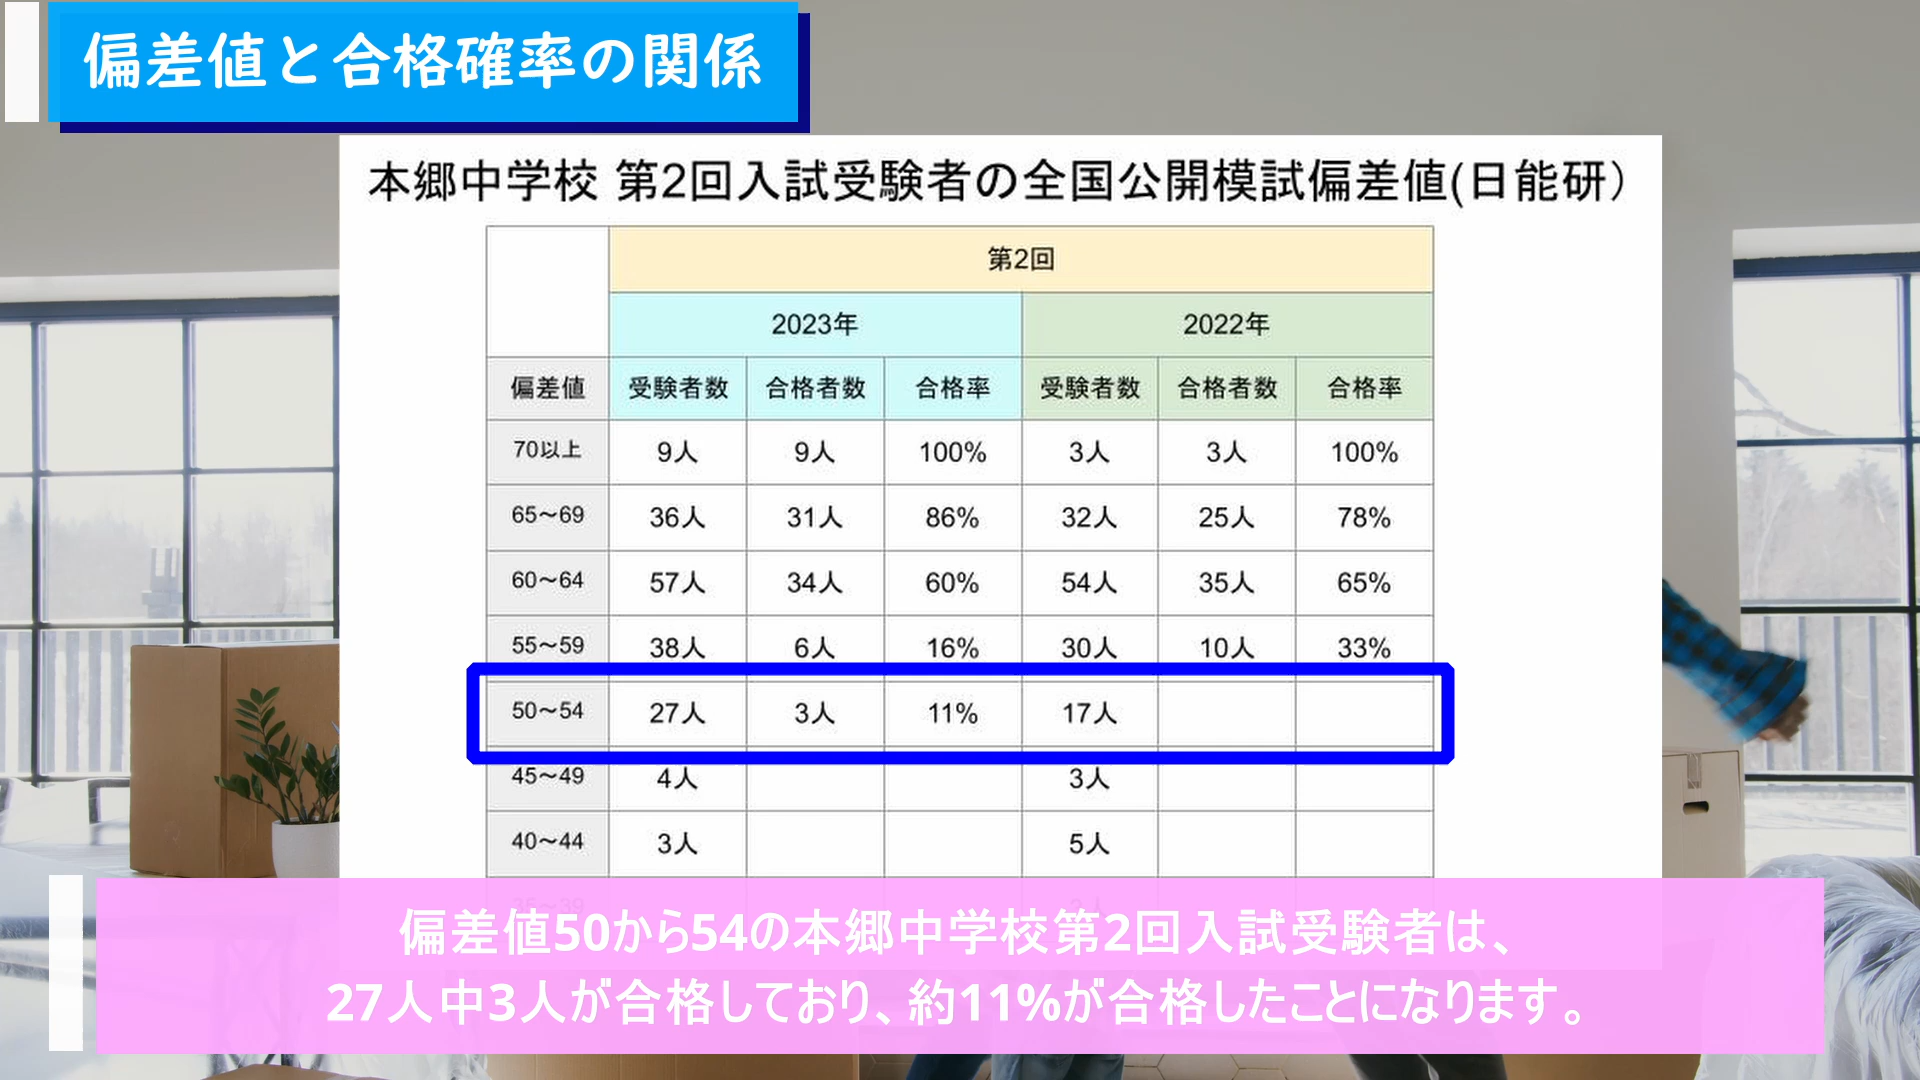 偏差値と合格確率の関係
本郷中学校 第2回入試受験者の全国公開模試偏差値(日能研)
第2回
2023年 2022年
偏差値 受験者数 合格者数 合格率 受験者数 合格者数 合格率
70以上 9人 9人 100% 3人 3人 100%
65〜69 36人 31人 86% 32人 25人 78%
60〜64 57人 34人 60% 54人 35人 65%
55〜59 38人 6人 16% 30人 10人 33%
50〜54 27人 3人 11% 17人
45〜49 4人 3人
40〜44 3人 5人
偏差値50から54の本郷中学校第2回入試受験者は、
27人中3人が合格しており、約11%が合格したことになります。